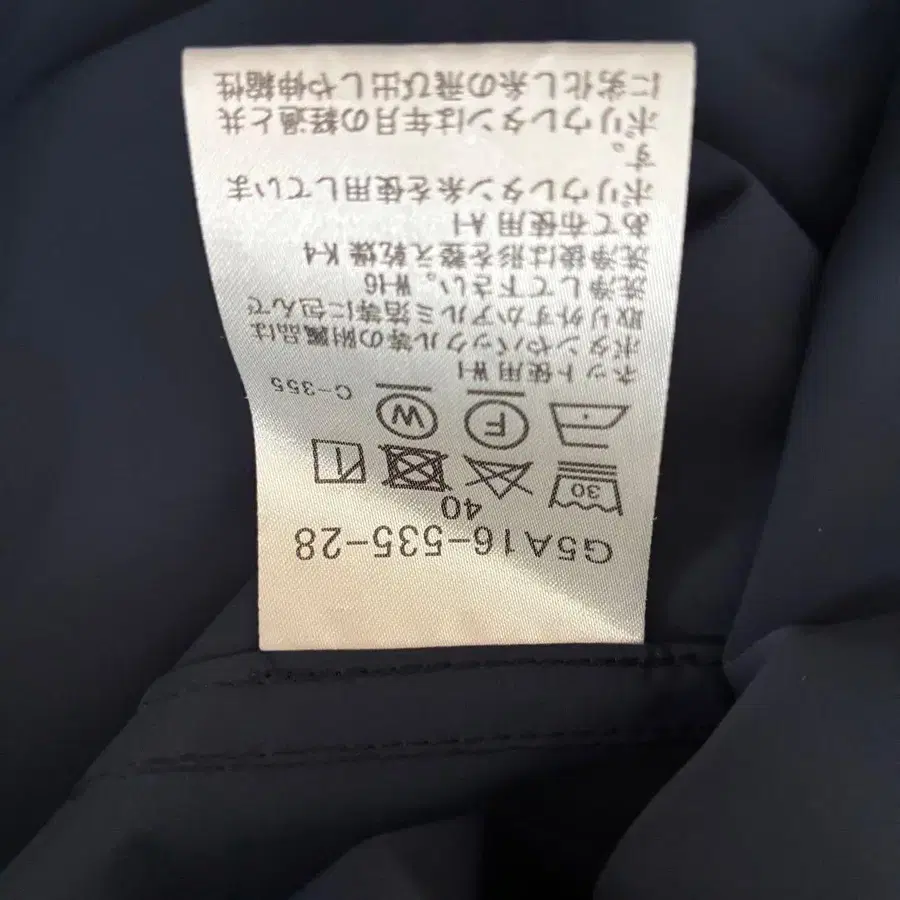 G5A16-535-28
40
30
F W C-355
ネット使用 W-1
ボタンやバックル等の附属品は
取り外すかアルミ箔等に包んで
洗浄して下さい。W-16
洗浄後は形を整え乾燥 K-4
あて布使用 A-1
ポリウレタン糸を使用していま
す。
ポリウレタンは年月の経過と共
に劣化し糸の飛び出しや伸縮性